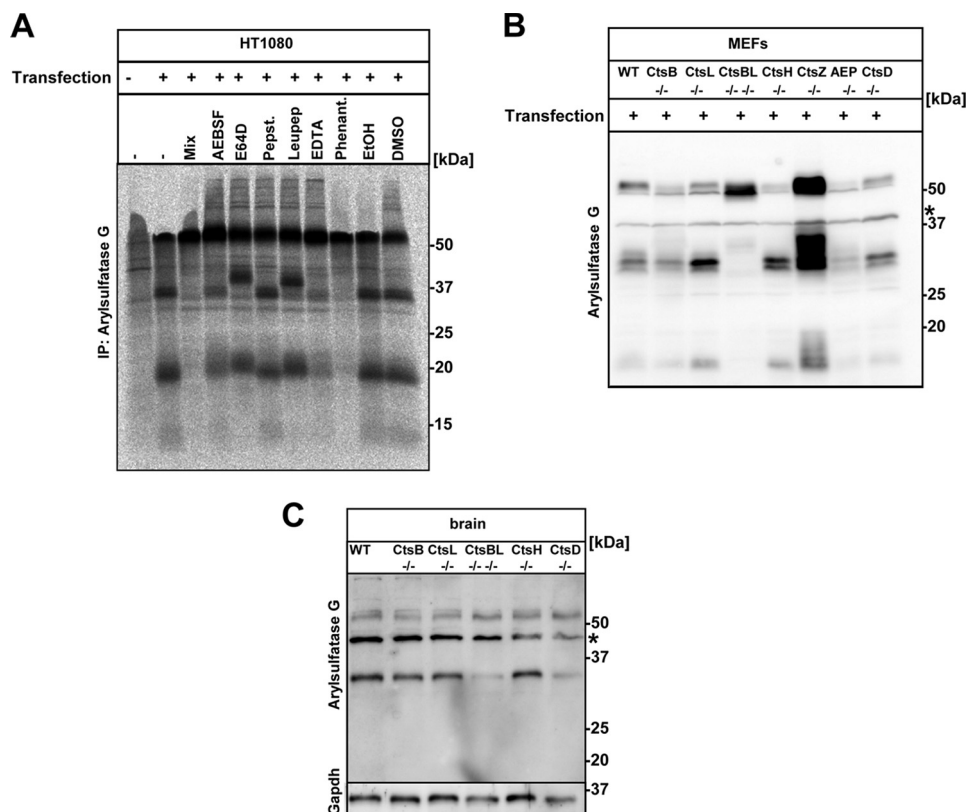 A
HT1080
Transfection - + + + + + + + + + +
- - Mix AEBSF E64D Pepst. Leupep EDTA Phenant. EtOH DMSO
[kDa]
IP: Arylsulfatase G
-50
-37
-25
-20
-15
B
MEFs
WT CtsB CtsL CtsBL CtsH CtsZ AEP CtsD
-/- -/- -/- -/- -/- -/- -/- -/-
[kDa]
Transfection + + + + + + + +
Arylsulfatase G
-50
*
-37
-25
-20
C
brain
WT CtsB CtsL CtsBL CtsH CtsD
-/- -/- -/- -/- -/- -/-
[kDa]
Arylsulfatase G
-50
*
-37
-25
-20
Gapdh
-37